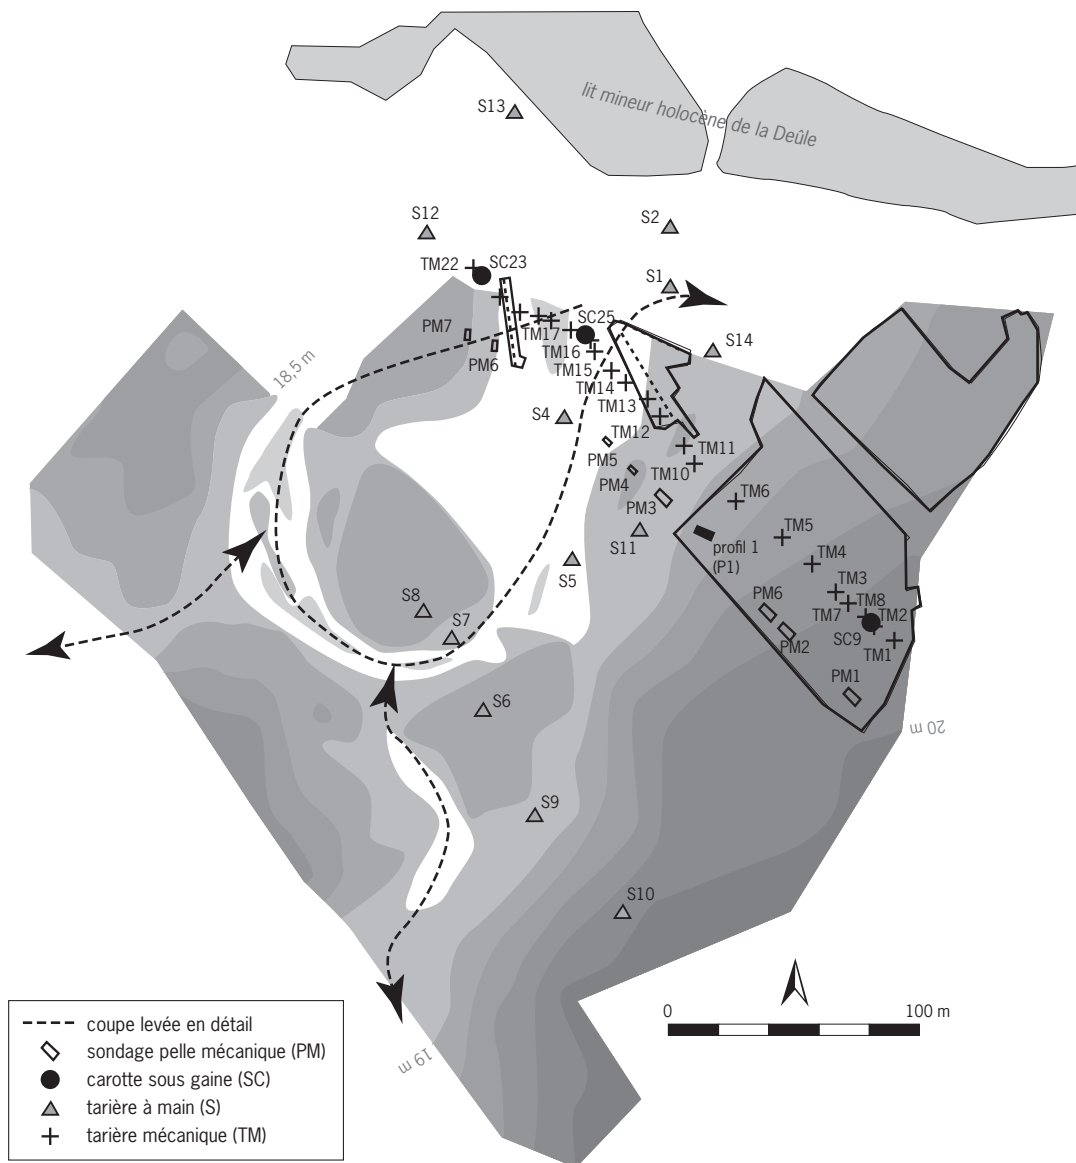 lit mineur holocène de la Deûle
S13
S12
S2
TM22
SC23
S1
PM7
PM6
TM17
SC25
TM16
S14
18,5 m
TM15
TM14
TM13
S4
TM12
TM11
PM5
TM10
PM4
PM3
TM6
S11
profil 1
(P1)
TM5
S5
TM4
TM3
S8
PM6
TM8
TM7
TM2
S7
PM2
SC9
TM1
PM1
S6
20 m
S9
S10
19 m
0
100 m
coupe levée en détail
sondage pelle mécanique (PM)
carotte sous gaine (SC)
tarière à main (S)
tarière mécanique (TM)